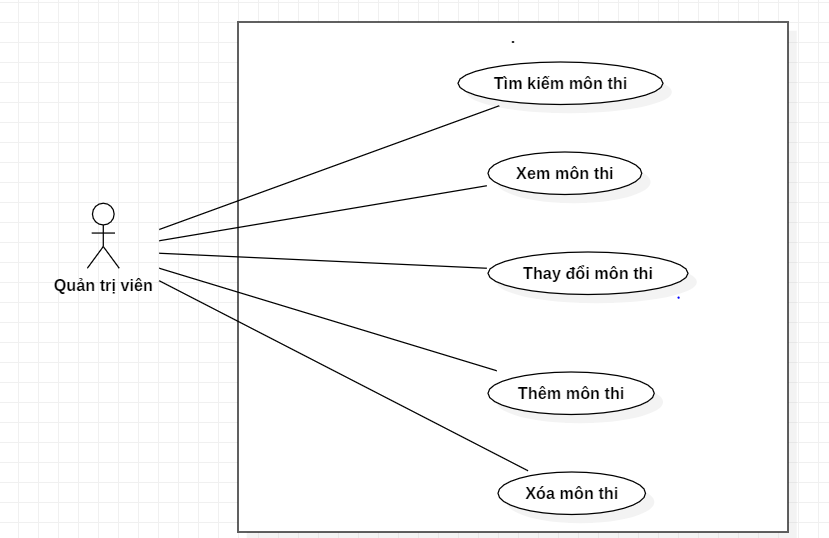 Tìm kiếm môn thi
Xem môn thi
Thay đổi môn thi
Quản trị viên
Thêm môn thi
Xóa môn thi